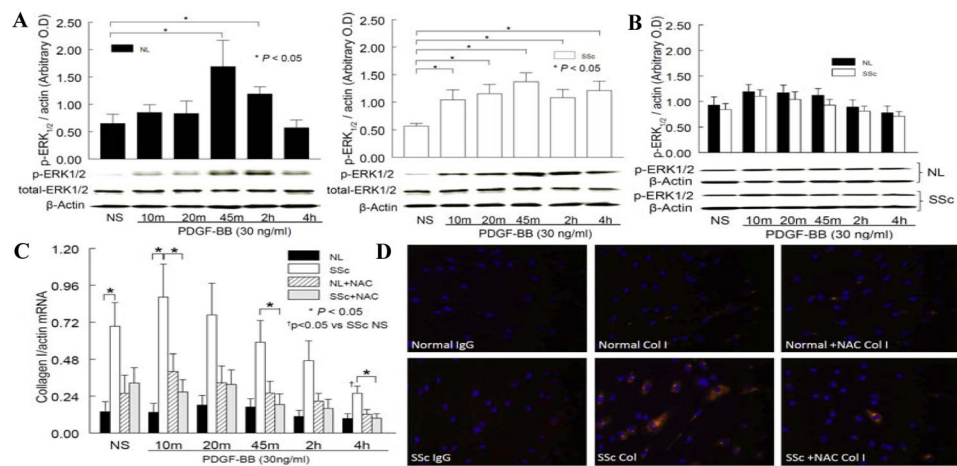 A
2.50
2.00
1.50
1.00
0.50
0.00
p-ERK1/2 / actin (Arbitrary O.D)
*
*
NL
* P < 0.05
p-ERK1/2
total-ERK1/2
β-Actin
NS 10m 20m 45m 2h 4h
PDGF-BB (30 ng/ml)
2.50
2.00
1.50
1.00
0.50
0.00
p-ERK1/2 / actin (Arbitrary O.D)
*
*
*
*
*
SSc
* P < 0.05
p-ERK1/2
total-ERK1/2
β-Actin
NS 10m 20m 45m 2h 4h
PDGF-BB (30 ng/ml)
B
2.50
2.00
1.50
1.00
0.50
0.00
p-ERK1/2 / actin (Arbitrary O.D)
NL
SSc
p-ERK1/2
β-Actin
NL
p-ERK1/2
β-Actin
SSc
NS 10m 20m 45m 2h 4h
PDGF-BB (30 ng/ml)
C
1.20
0.96
0.72
0.48
0.24
0.00
Collagen I/actin mRNA
*
* *
*
† *
NL
SSc
NL+NAC
SSc+NAC
* P < 0.05
†p<0.05 vs SSc NS
NS 10m 20m 45m 2h 4h
PDGF-BB (30ng/ml)
D
Normal IgG
Normal Col I
Normal +NAC Col I
SSc IgG
SSc Col
SSc +NAC Col I